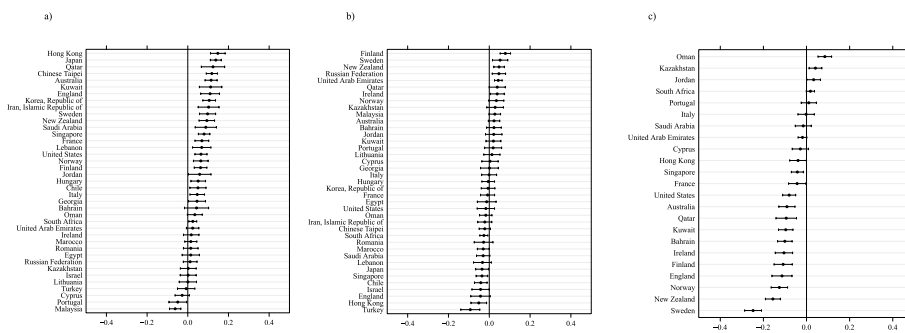 a)
Hong Kong
Japan
Qatar
Chinese Taipei
Australia
Kuwait
England
Korea, Republic of
Iran, Islamic Republic of
Sweden
New Zealand
Saudi Arabia
Singapore
France
Lebanon
United States
Norway
Finland
Jordan
Hungary
Chile
Italy
Georgia
Bahrain
Oman
South Africa
United Arab Emirates
Ireland
Marocco
Romania
Egypt
Russian Federation
Kazakhstan
Israel
Lithuania
Turkey
Cyprus
Portugal
Malaysia
−0.4 −0.2 0.0 0.2 0.4
b)
Finland
Sweden
New Zealand
Russian Federation
United Arab Emirates
Qatar
Ireland
Norway
Kazakhstan
Malaysia
Australia
Bahrain
Jordan
Kuwait
Portugal
Lithuania
Cyprus
Georgia
Italy
Hungary
Korea, Republic of
France
Egypt
United States
Oman
Iran, Islamic Republic of
Chinese Taipei
South Africa
Romania
Marocco
Saudi Arabia
Lebanon
Japan
Singapore
Chile
Israel
England
Hong Kong
Turkey
−0.4 −0.2 0.0 0.2 0.4
c)
Oman
Kazakhstan
Jordan
South Africa
Portugal
Italy
Saudi Arabia
United Arab Emirates
Cyprus
Hong Kong
Singapore
France
United States
Australia
Qatar
Kuwait
Bahrain
Ireland
Finland
England
Norway
New Zealand
Sweden
−0.4 −0.2 0.0 0.2 0.4